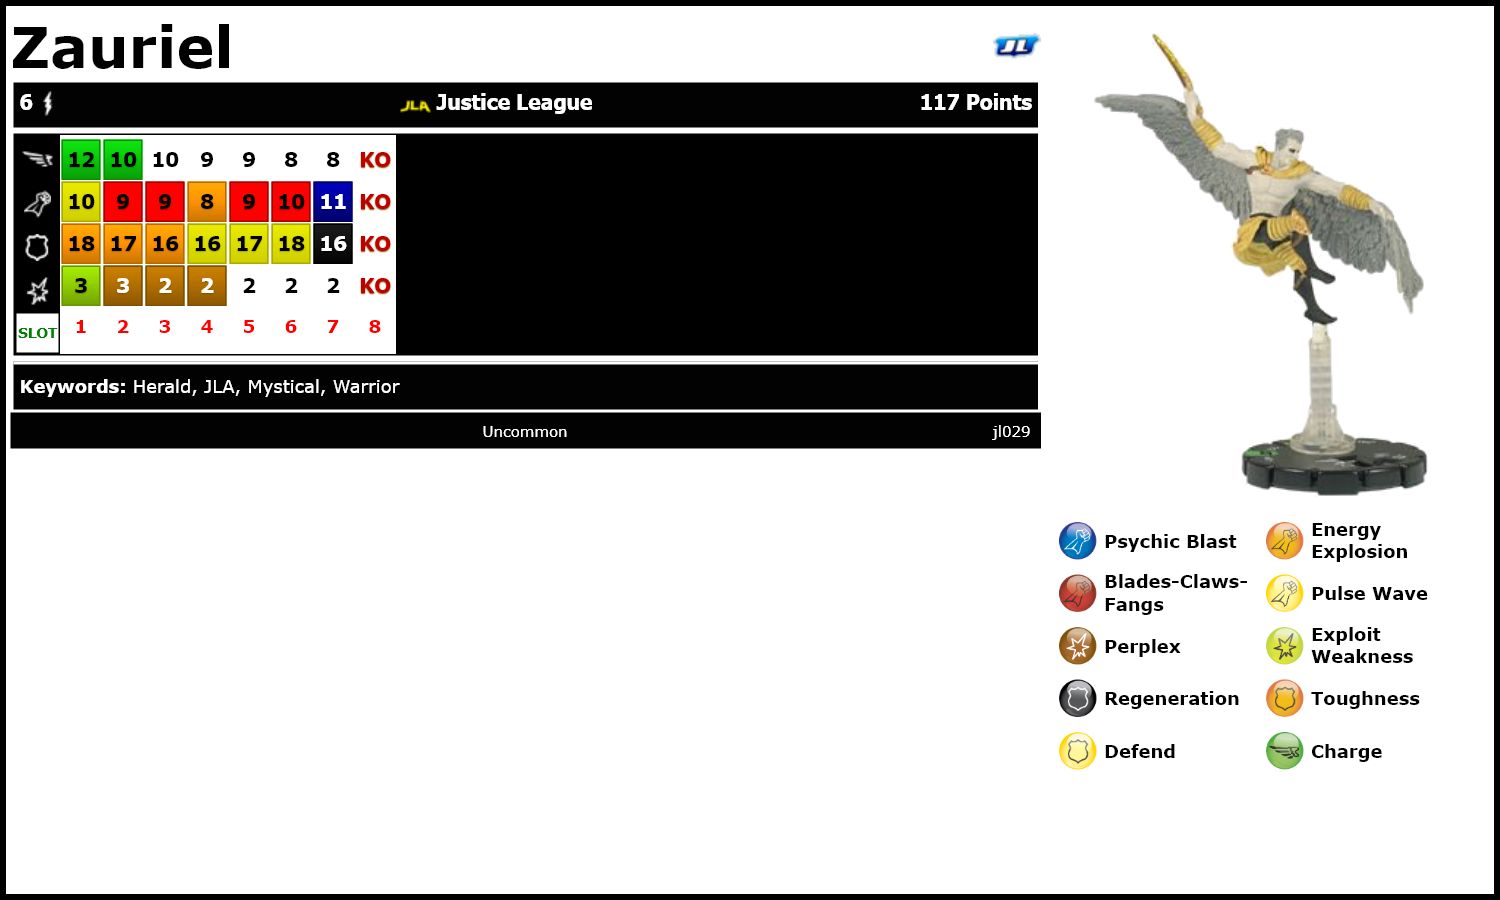 Zauriel
JL
6 JLA Justice League 117 Points
12 10 10 9 9 8 8 KO
10 9 9 8 9 10 11 KO
18 17 16 16 17 18 16 KO
3 3 2 2 2 2 2 KO
SLOT 1 2 3 4 5 6 7 8
Keywords: Herald, JLA, Mystical, Warrior
Uncommon jl029
Psychic Blast
Energy
Explosion
Blades-Claws-
Fangs
Pulse Wave
Perplex
Exploit
Weakness
Regeneration
Toughness
Defend
Charge